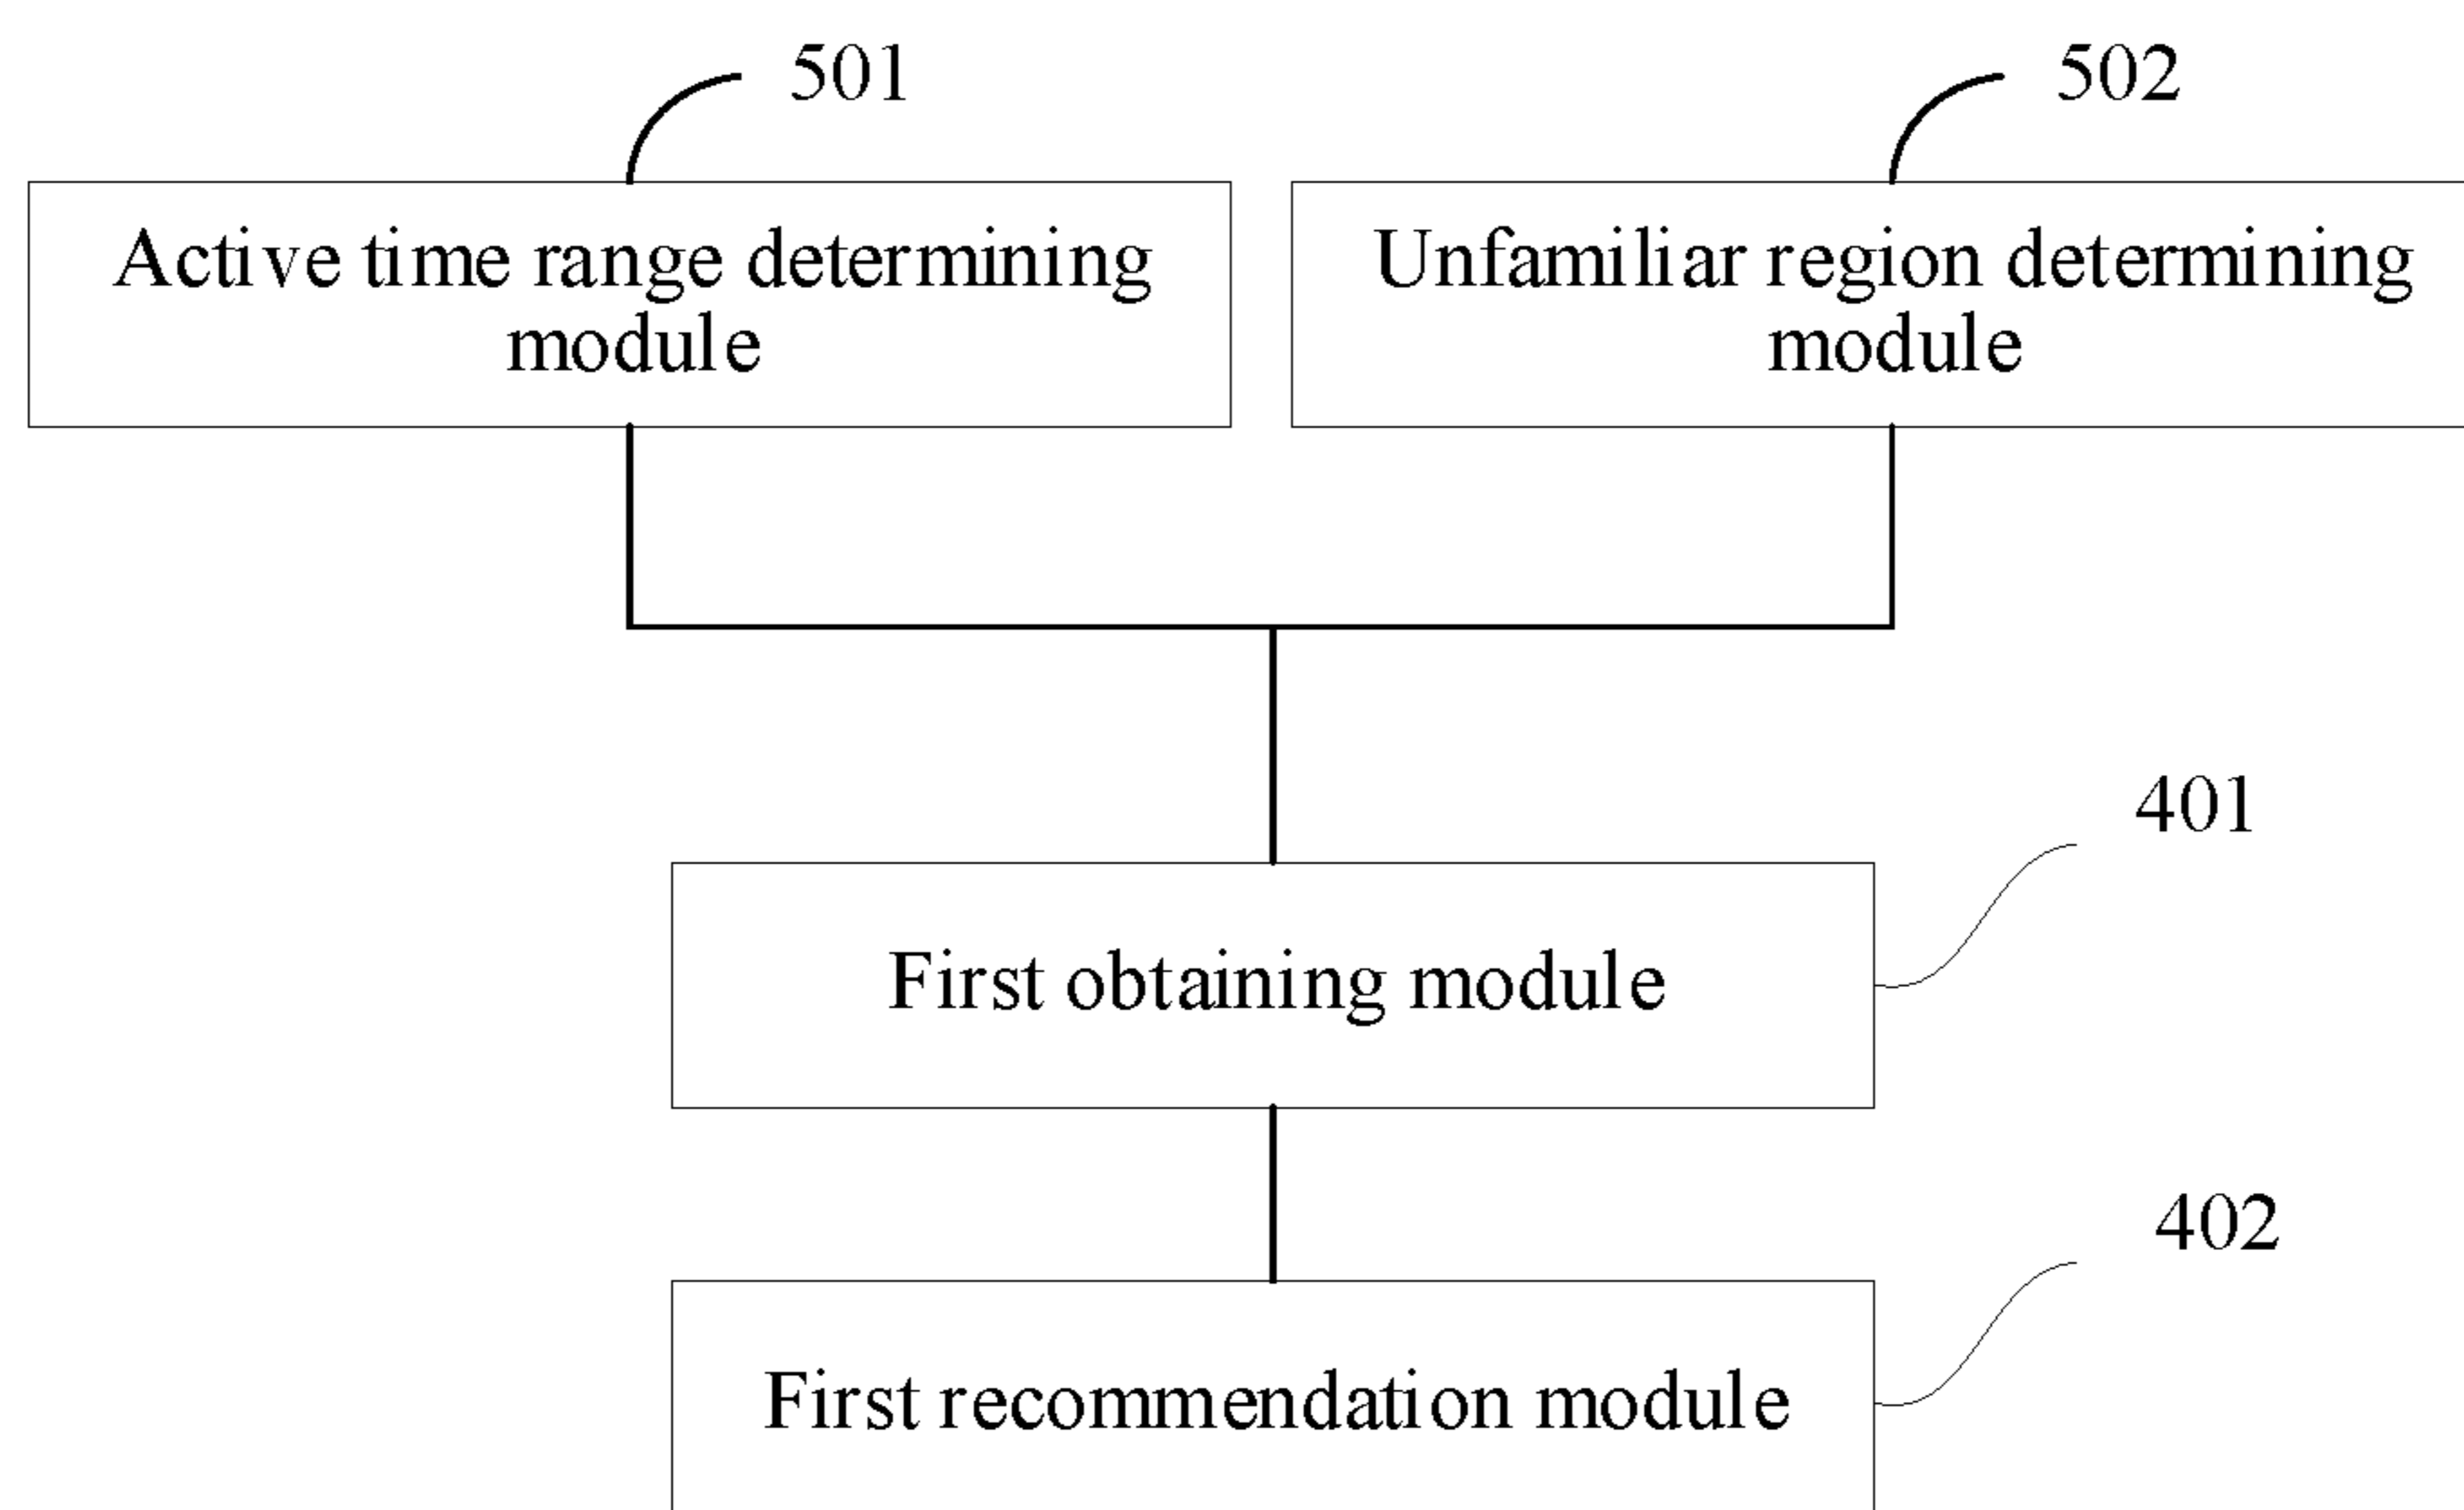 501
502
Active time range determining
module
Unfamiliar region determining
module
401
First obtaining module
402
First recommendation module